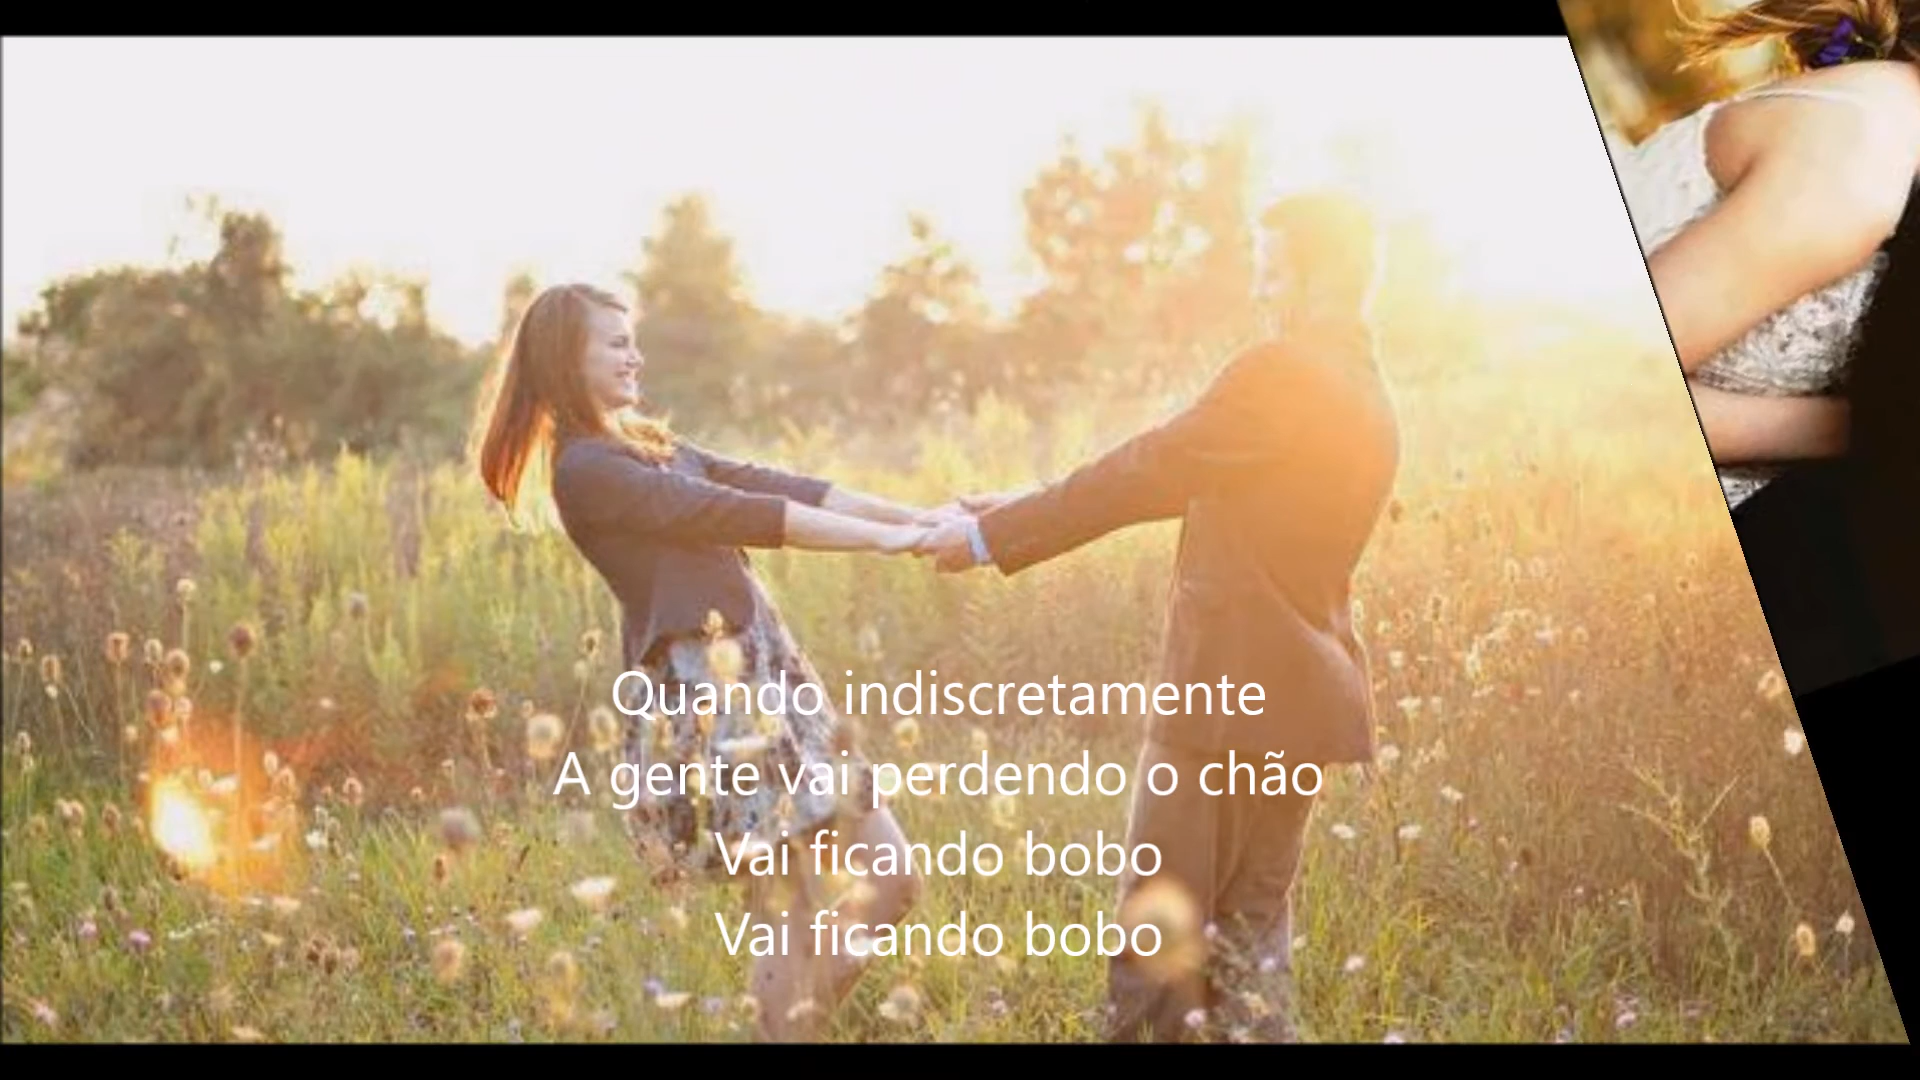 Quando indiscretamente
A gente vai perdendo o chão
Vai ficando bobo
Vai ficando bobo